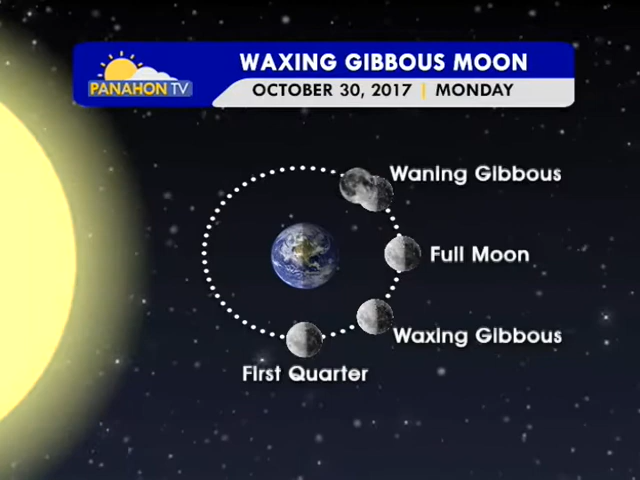 WAXING GIBBOUS MOON
PANAHON TV
OCTOBER 30, 2017 | MONDAY
Waning Gibbous
Full Moon
Waxing Gibbous
First Quarter